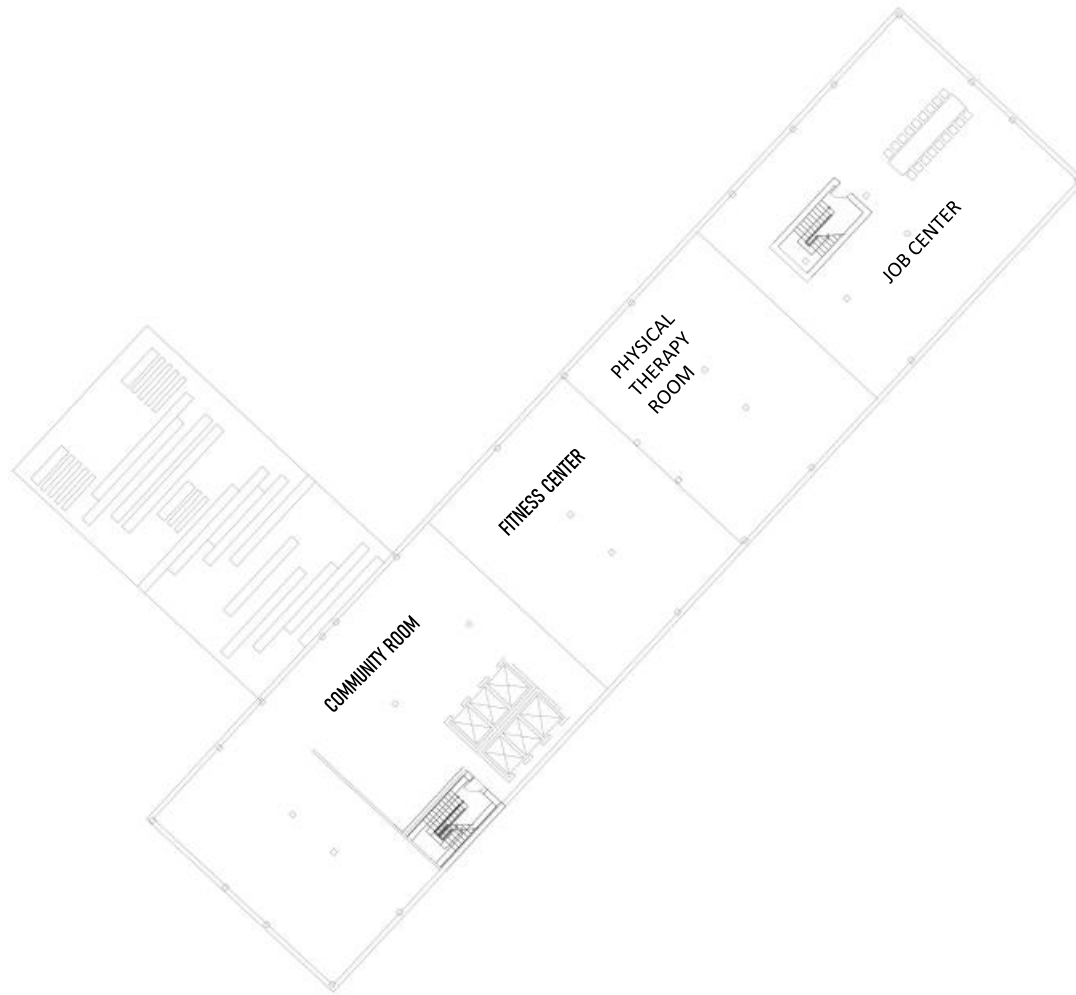 JOB CENTER
PHYSICAL
THERAPY
ROOM
FITNESS CENTER
COMMUNITY ROOM